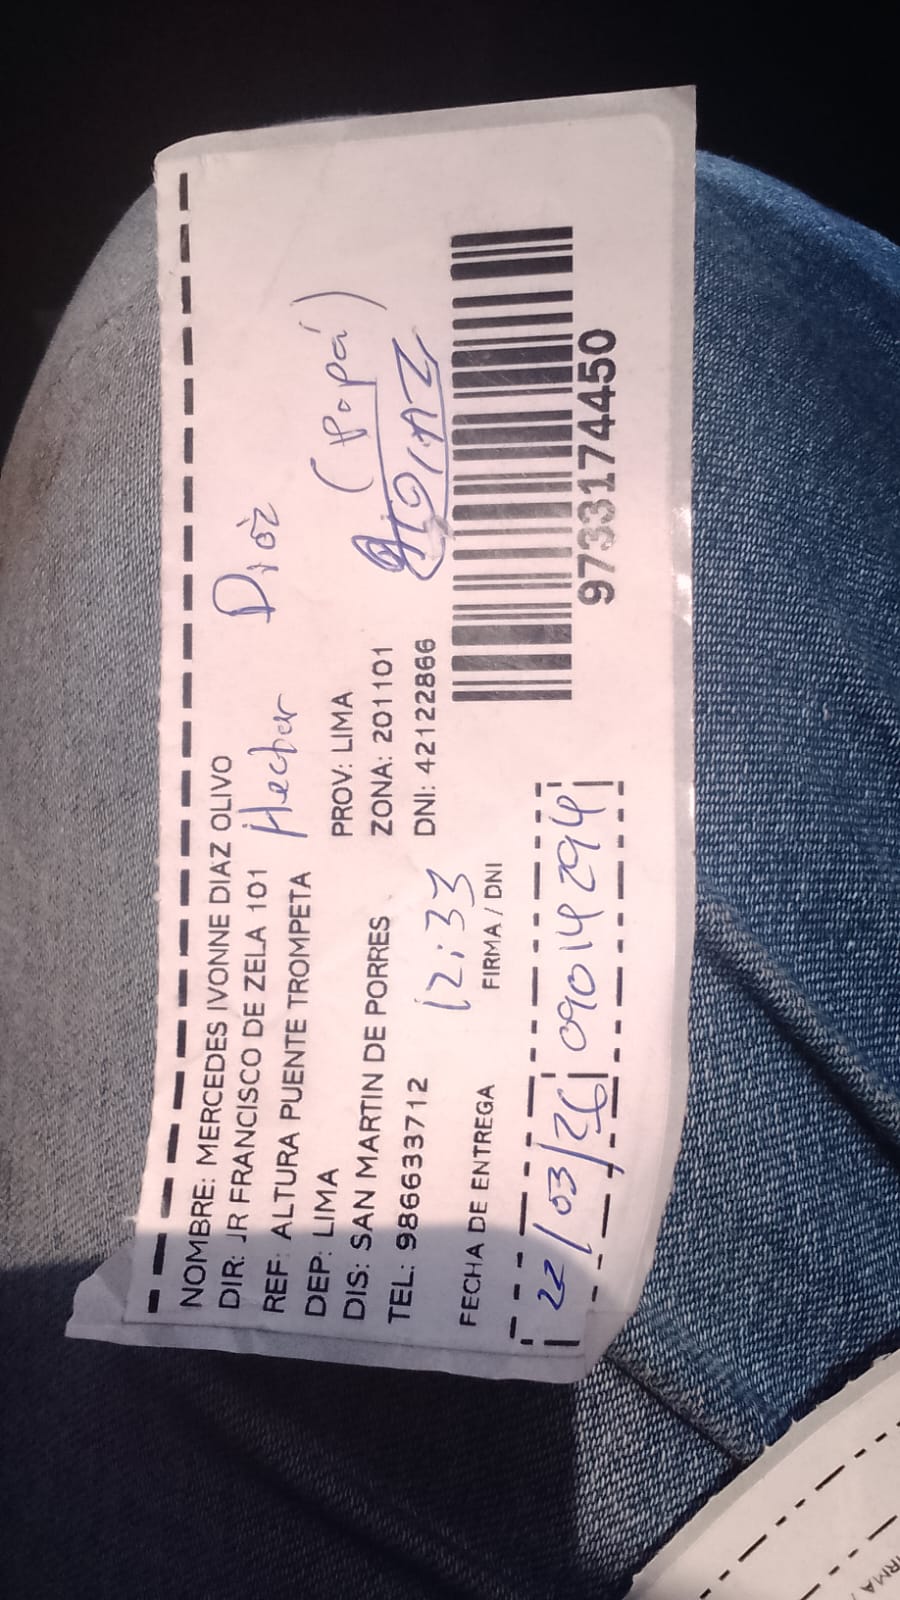 NOMBRE: MERCEDES IVONNE DIAZ OLIVO
DIR: JR FRANCISCO DE ZELA 101
Hector Diaz
REF: ALTURA PUENTE TROMPETA
DEP: LIMA PROV: LIMA
(Papá)
DIS: SAN MARTIN DE PORRES ZONA: 201101
TEL: 986633712 DNI: 42122866
12:33
FECHA DE ENTREGA FIRMA / DNI
22/03/26 09014294
9733174450